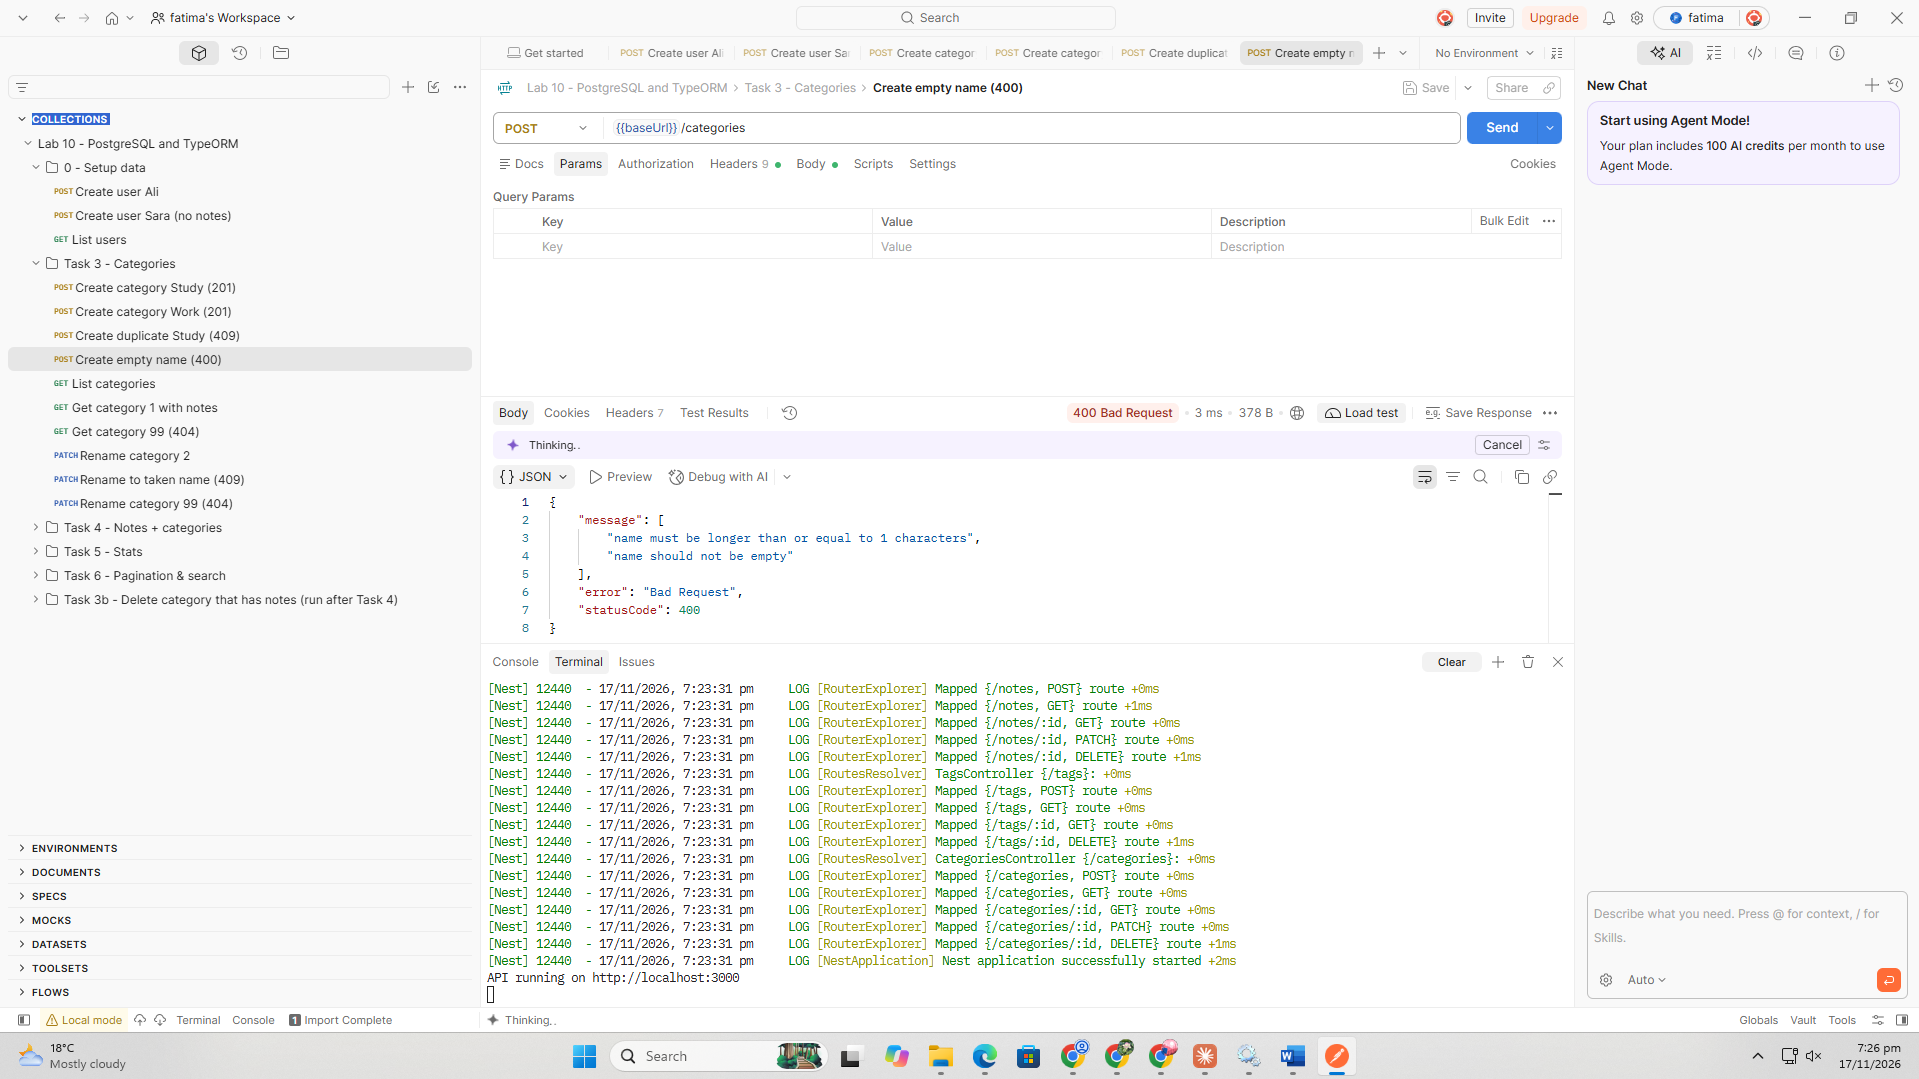 fatima's Workspace
Search
Invite
Upgrade
fatima
Get started
POST Create user Ali
POST Create user Sar
POST Create categor
POST Create categor
POST Create duplicat
POST Create empty n
No Environment
AI
Lab 10 - PostgreSQL and TypeORM > Task 3 - Categories > Create empty name (400)
Save
Share
New Chat
COLLECTIONS
Lab 10 - PostgreSQL and TypeORM
0 - Setup data
POST Create user Ali
POST Create user Sara (no notes)
GET List users
Task 3 - Categories
POST Create category Study (201)
POST Create category Work (201)
POST Create duplicate Study (409)
POST Create empty name (400)
GET List categories
GET Get category 1 with notes
GET Get category 99 (404)
PATCH Rename category 2
PATCH Rename to taken name (409)
PATCH Rename category 99 (404)
Task 4 - Notes + categories
Task 5 - Stats
Task 6 - Pagination & search
Task 3b - Delete category that has notes (run after Task 4)
ENVIRONMENTS
DOCUMENTS
SPECS
MOCKS
DATASETS
TOOLSETS
FLOWS
HTTP
POST
{{baseUrl}}/categories
Send
Docs Params Authorization Headers 9 Body Scripts Settings
Cookies
Query Params
Key Value Description Bulk Edit
Key Value Description
Body Cookies Headers 7 Test Results
400 Bad Request • 3 ms • 378 B
Load test
e.g. Save Response
Thinking..
Cancel
{} JSON
Preview
Debug with AI
1 {
2 "message": [
3 "name must be longer than or equal to 1 characters",
4 "name should not be empty"
5 ],
6 "error": "Bad Request",
7 "statusCode": 400
8 }
Console Terminal Issues
Clear
[Nest] 12440  - 17/11/2026, 7:23:31 pm     LOG [RouterExplorer] Mapped {/notes, POST} route +0ms
[Nest] 12440  - 17/11/2026, 7:23:31 pm     LOG [RouterExplorer] Mapped {/notes, GET} route +1ms
[Nest] 12440  - 17/11/2026, 7:23:31 pm     LOG [RouterExplorer] Mapped {/notes/:id, GET} route +0ms
[Nest] 12440  - 17/11/2026, 7:23:31 pm     LOG [RouterExplorer] Mapped {/notes/:id, PATCH} route +0ms
[Nest] 12440  - 17/11/2026, 7:23:31 pm     LOG [RouterExplorer] Mapped {/notes/:id, DELETE} route +1ms
[Nest] 12440  - 17/11/2026, 7:23:31 pm     LOG [RoutesResolver] TagsController {/tags}: +0ms
[Nest] 12440  - 17/11/2026, 7:23:31 pm     LOG [RouterExplorer] Mapped {/tags, POST} route +0ms
[Nest] 12440  - 17/11/2026, 7:23:31 pm     LOG [RouterExplorer] Mapped {/tags, GET} route +0ms
[Nest] 12440  - 17/11/2026, 7:23:31 pm     LOG [RouterExplorer] Mapped {/tags/:id, GET} route +0ms
[Nest] 12440  - 17/11/2026, 7:23:31 pm     LOG [RouterExplorer] Mapped {/tags/:id, DELETE} route +1ms
[Nest] 12440  - 17/11/2026, 7:23:31 pm     LOG [RoutesResolver] CategoriesController {/categories}: +0ms
[Nest] 12440  - 17/11/2026, 7:23:31 pm     LOG [RouterExplorer] Mapped {/categories, POST} route +0ms
[Nest] 12440  - 17/11/2026, 7:23:31 pm     LOG [RouterExplorer] Mapped {/categories, GET} route +0ms
[Nest] 12440  - 17/11/2026, 7:23:31 pm     LOG [RouterExplorer] Mapped {/categories/:id, GET} route +0ms
[Nest] 12440  - 17/11/2026, 7:23:31 pm     LOG [RouterExplorer] Mapped {/categories/:id, PATCH} route +0ms
[Nest] 12440  - 17/11/2026, 7:23:31 pm     LOG [RouterExplorer] Mapped {/categories/:id, DELETE} route +1ms
[Nest] 12440  - 17/11/2026, 7:23:31 pm     LOG [NestApplication] Nest application successfully started +2ms
API running on http://localhost:3000
Start using Agent Mode!
Your plan includes 100 AI credits per month to use
Agent Mode.
Describe what you need. Press @ for context, / for
Skills.
Auto
Local mode
Terminal
Console
1 Import Complete
Thinking..
Globals
Vault
Tools
18°C
Mostly cloudy
Search
7:26 pm
17/11/2026